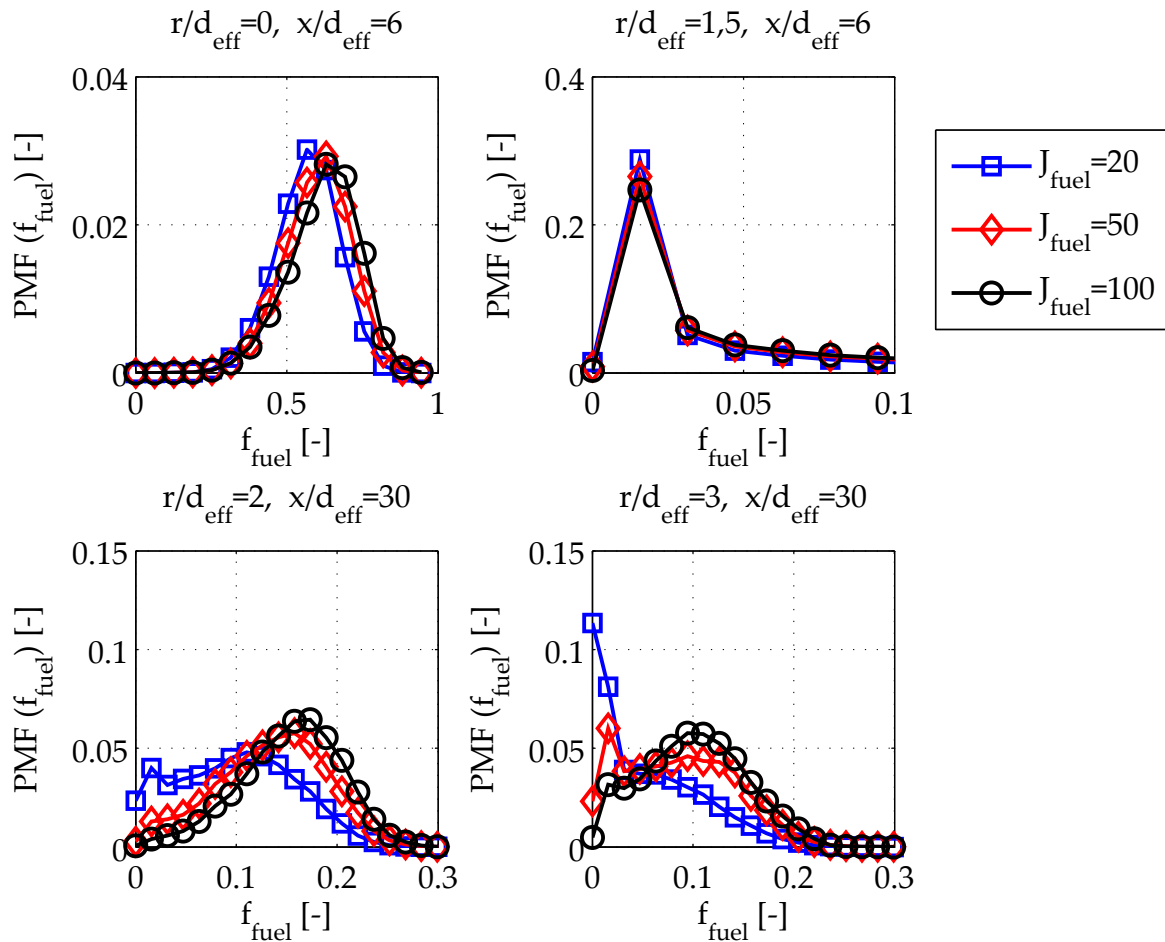 r/d_eff=0, x/d_eff=6
r/d_eff=1,5, x/d_eff=6
0.04
0.02
0
PMF (f_fuel) [-]
0 0.5 1
f_fuel [-]
0.4
0.2
0
PMF (f_fuel) [-]
0 0.05 0.1
f_fuel [-]
J_fuel=20
J_fuel=50
J_fuel=100
r/d_eff=2, x/d_eff=30
r/d_eff=3, x/d_eff=30
0.15
0.1
0.05
0
PMF (f_fuel) [-]
0 0.1 0.2 0.3
f_fuel [-]
0.15
0.1
0.05
0
PMF (f_fuel) [-]
0 0.1 0.2 0.3
f_fuel [-]